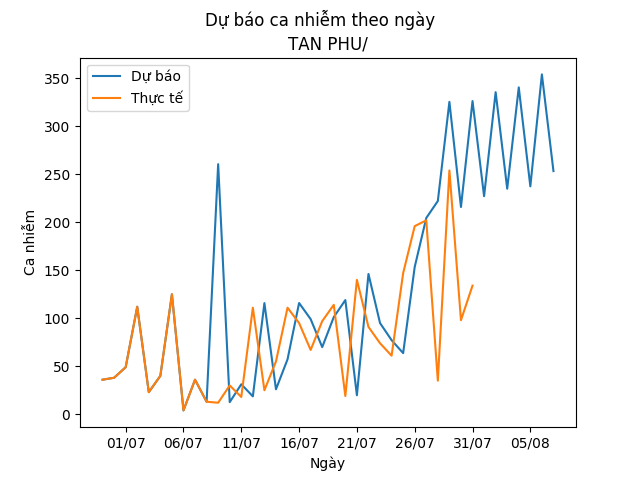 Dự báo ca nhiễm theo ngày
TAN PHU/
Dự báo
Thực tế
350
300
250
200
150
100
50
0
Ca nhiễm
01/07 06/07 11/07 16/07 21/07 26/07 31/07 05/08
Ngày